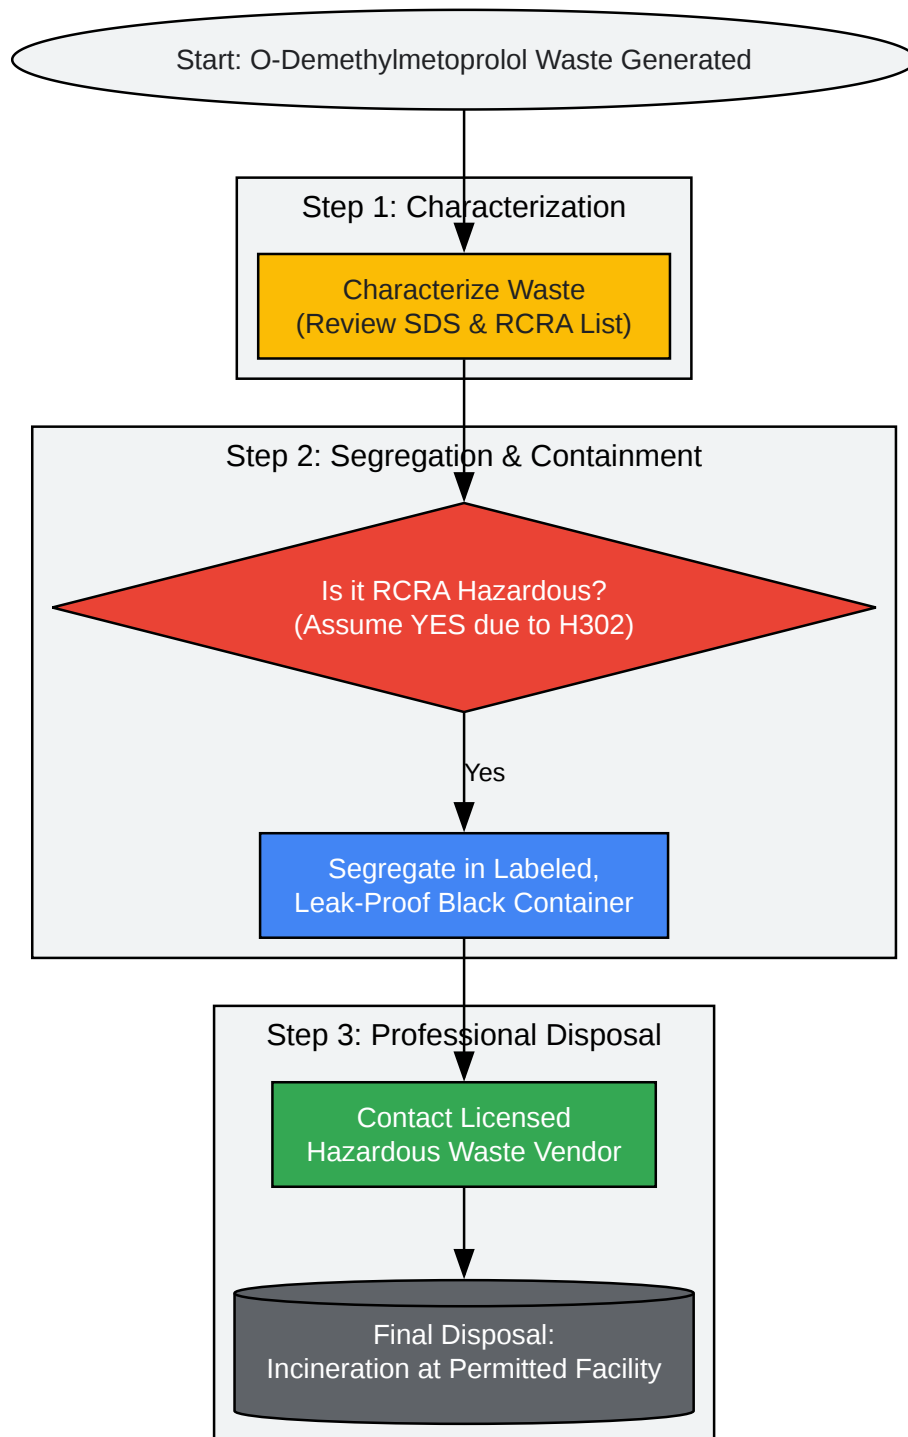 Start: O-Demethylmetoprolol Waste Generated
Step 1: Characterization
Characterize Waste
(Review SDS & RCRA List)
Step 2: Segregation & Containment
Is it RCRA Hazardous?
(Assume YES due to H302)
Yes
Segregate in Labeled,
Leak-Proof Black Container
Step 3: Professional Disposal
Contact Licensed
Hazardous Waste Vendor
Final Disposal:
Incineration at Permitted Facility